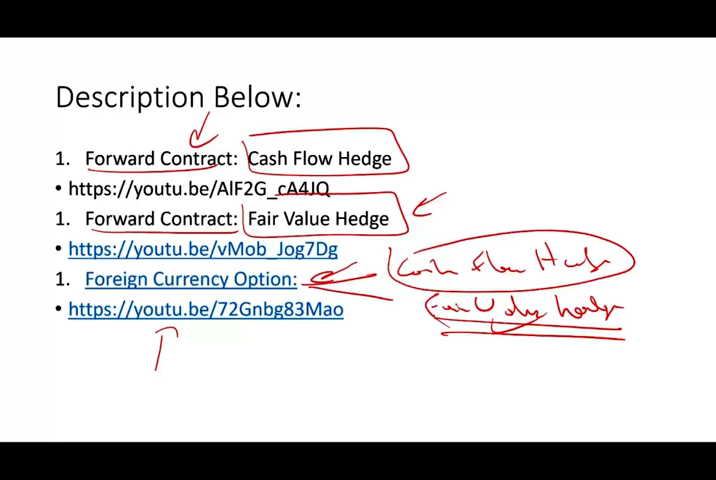 Description Below:
1. Forward Contract: Cash Flow Hedge
• https://youtu.be/AlF2G_cA4JQ
1. Forward Contract: Fair Value Hedge
• https://youtu.be/vMob_Jog7Dg
1. Foreign Currency Option: Cash Flow Hedge
• https://youtu.be/72Gnbg83Mao Fair Value hedge